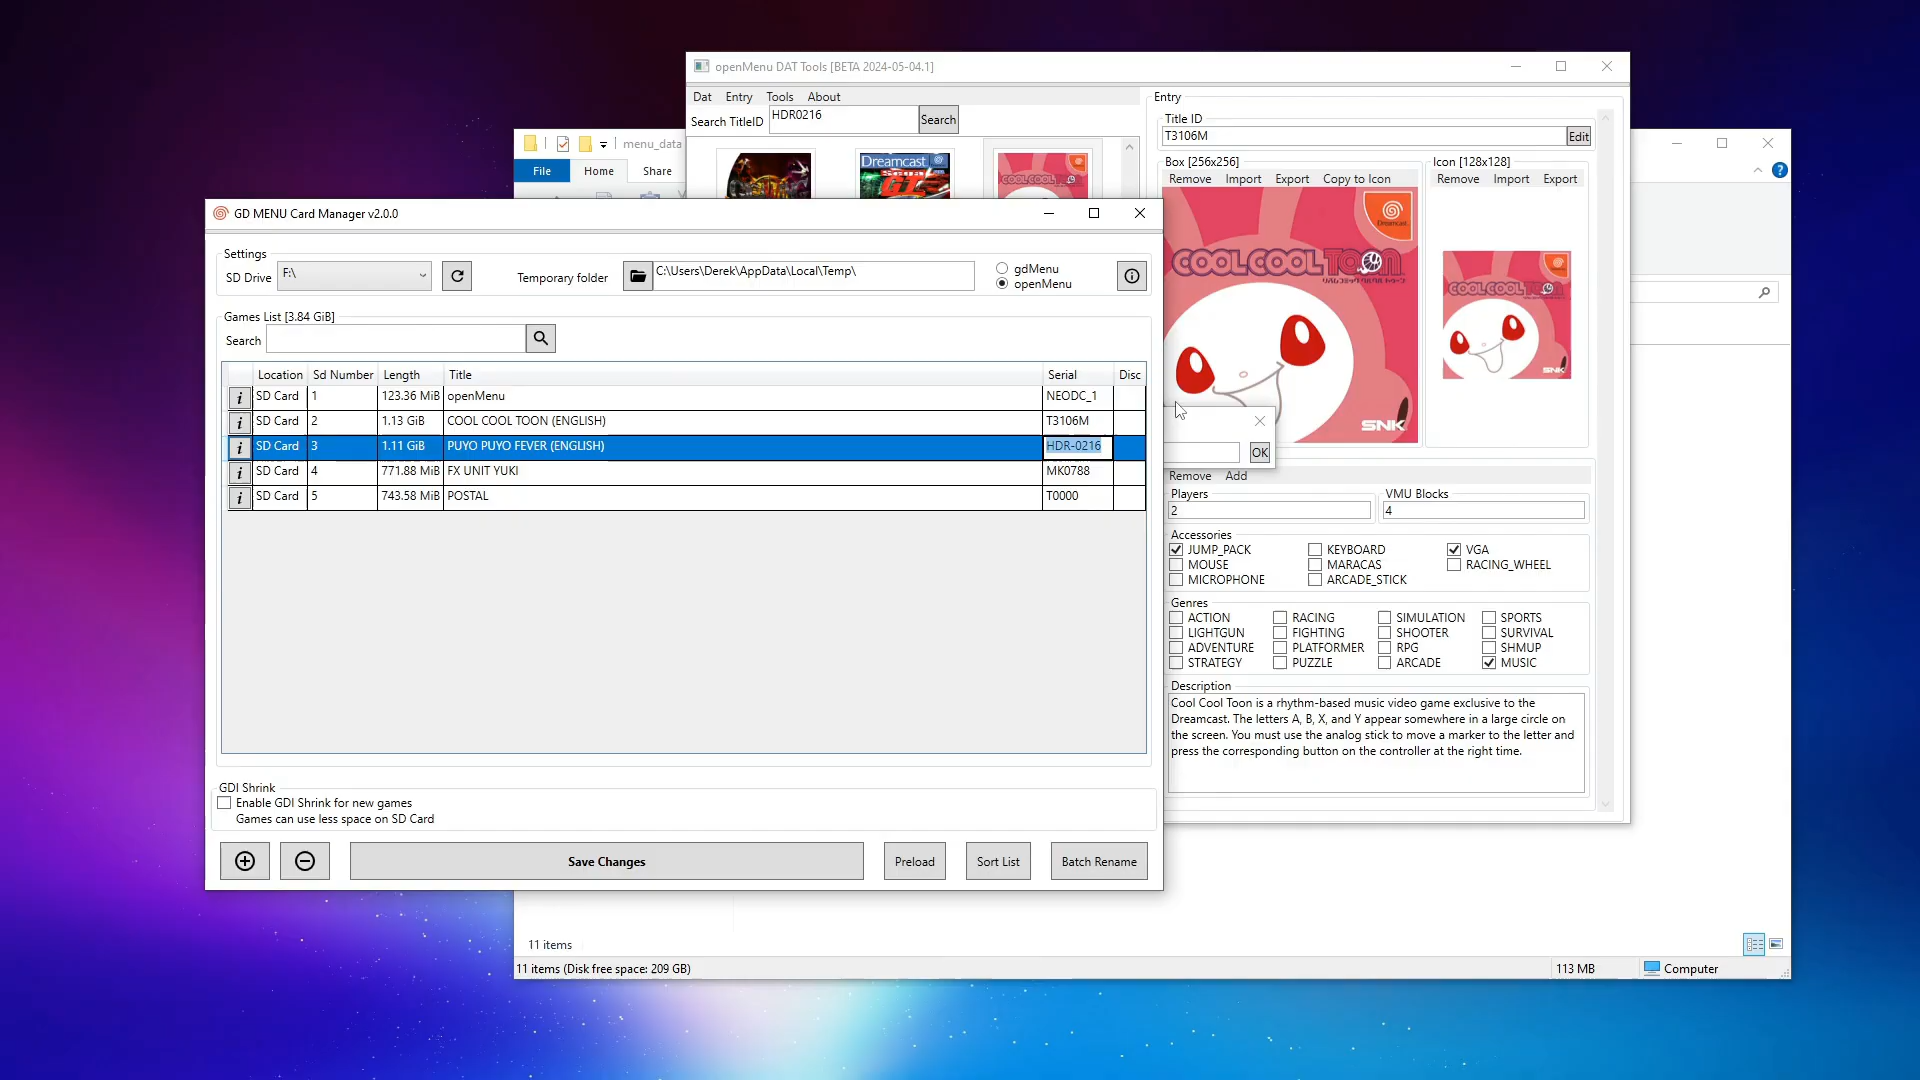 openMenu DAT Tools [BETA 2024-05-04.1]
Dat Entry Tools About
Search TitleID HDR0216 Search
Dreamcast
Entry
Title ID
T3106M Edit
Box [256x256]
Remove Import Export Copy to Icon
Icon [128x128]
Remove Import Export
Dreamcast
COOL COOL TOON
SNK
COOL COOL TOON
SNK
OK
Remove Add
Players
2
VMU Blocks
4
Accessories
JUMP_PACK KEYBOARD VGA
MOUSE MARACAS RACING_WHEEL
MICROPHONE ARCADE_STICK
Genres
ACTION RACING SIMULATION SPORTS
LIGHTGUN FIGHTING SHOOTER SURVIVAL
ADVENTURE PLATFORMER RPG SHMUP
STRATEGY PUZZLE ARCADE MUSIC
Description
Cool Cool Toon is a rhythm-based music video game exclusive to the
Dreamcast. The letters A, B, X, and Y appear somewhere in a large circle on
the screen. You must use the analog stick to move a marker to the letter and
press the corresponding button on the controller at the right time.
menu_data
File Home Share
GD MENU Card Manager v2.0.0
Settings
SD Drive F:\ Temporary folder C:\Users\Derek\AppData\Local\Temp\
gdMenu
openMenu
Games List [3.84 GiB]
Search
Location Sd Number Length Title Serial Disc
i SD Card 1 123.36 MiB openMenu NEODC_1
i SD Card 2 1.13 GiB COOL COOL TOON (ENGLISH) T3106M
i SD Card 3 1.11 GiB PUYO PUYO FEVER (ENGLISH) HDR-0216
i SD Card 4 771.88 MiB FX UNIT YUKI MK0788
i SD Card 5 743.58 MiB POSTAL T0000
GDI Shrink
Enable GDI Shrink for new games
Games can use less space on SD Card
Save Changes Preload Sort List Batch Rename
11 items
11 items (Disk free space: 209 GB) 113 MB Computer